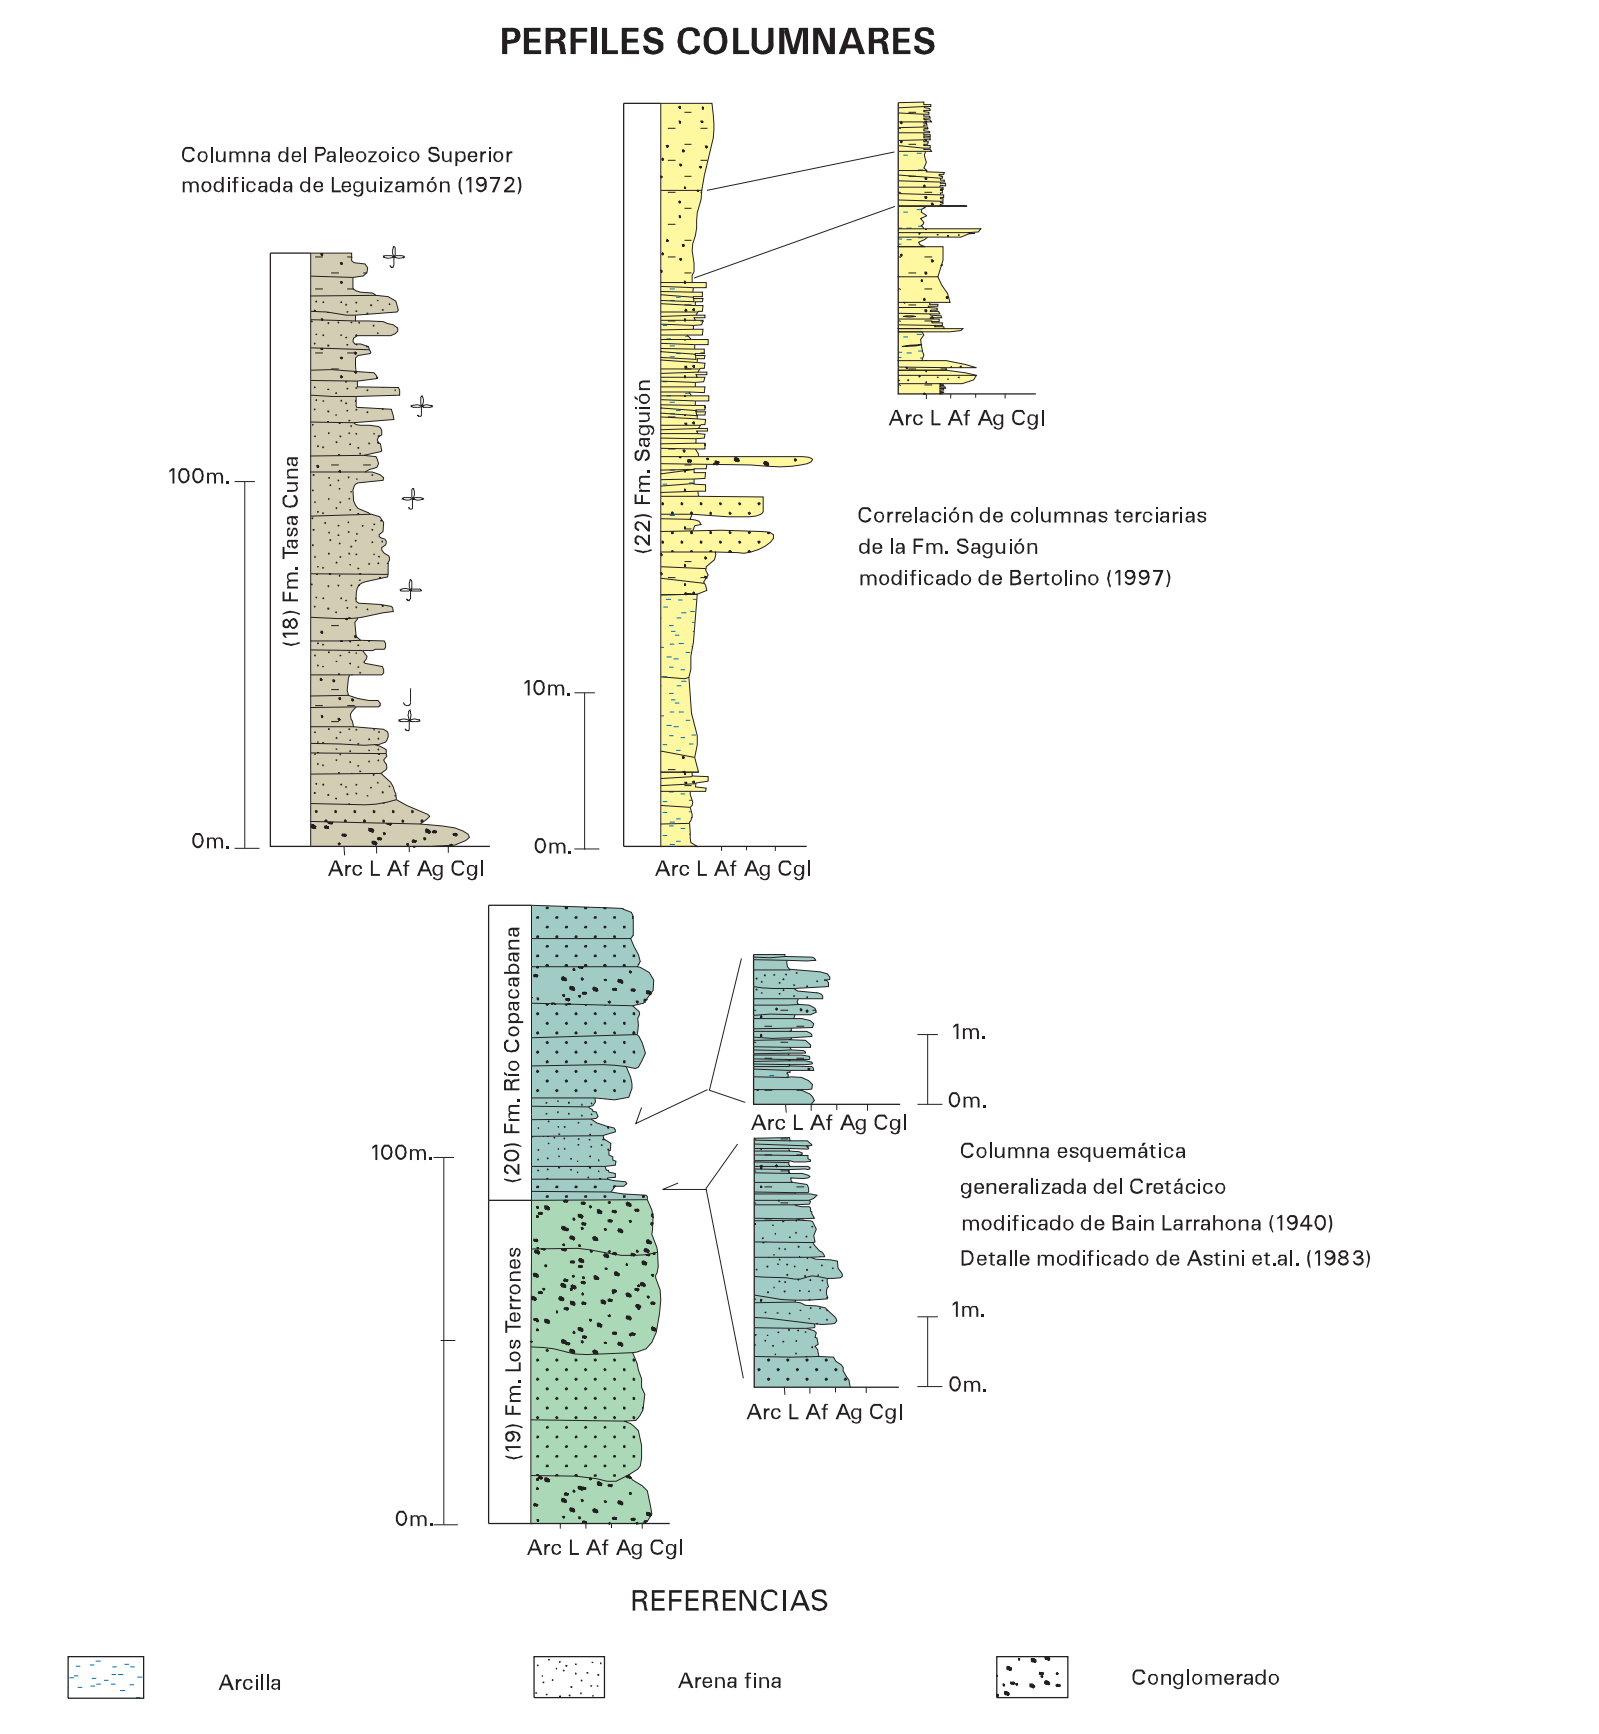 PERFILES COLUMNARES
Columna del Paleozoico Superior
modificada de Leguizamón (1972)
(18) Fm. Tasa Cuna
100m.
0m.
Arc L Af Ag Cgl
(22) Fm. Saguión
10m.
0m.
Arc L Af Ag Cgl
Arc L Af Ag Cgl
Correlación de columnas terciarias
de la Fm. Saguión
modificado de Bertolino (1997)
(20) Fm. Río Copacabana
(19) Fm. Los Terrones
100m.
0m.
Arc L Af Ag Cgl
1m.
0m.
Arc L Af Ag Cgl
Columna esquemática
generalizada del Cretácico
modificado de Bain Larrahona (1940)
Detalle modificado de Astini et.al. (1983)
1m.
0m.
Arc L Af Ag Cgl
REFERENCIAS
Arcilla
Arena fina
Conglomerado